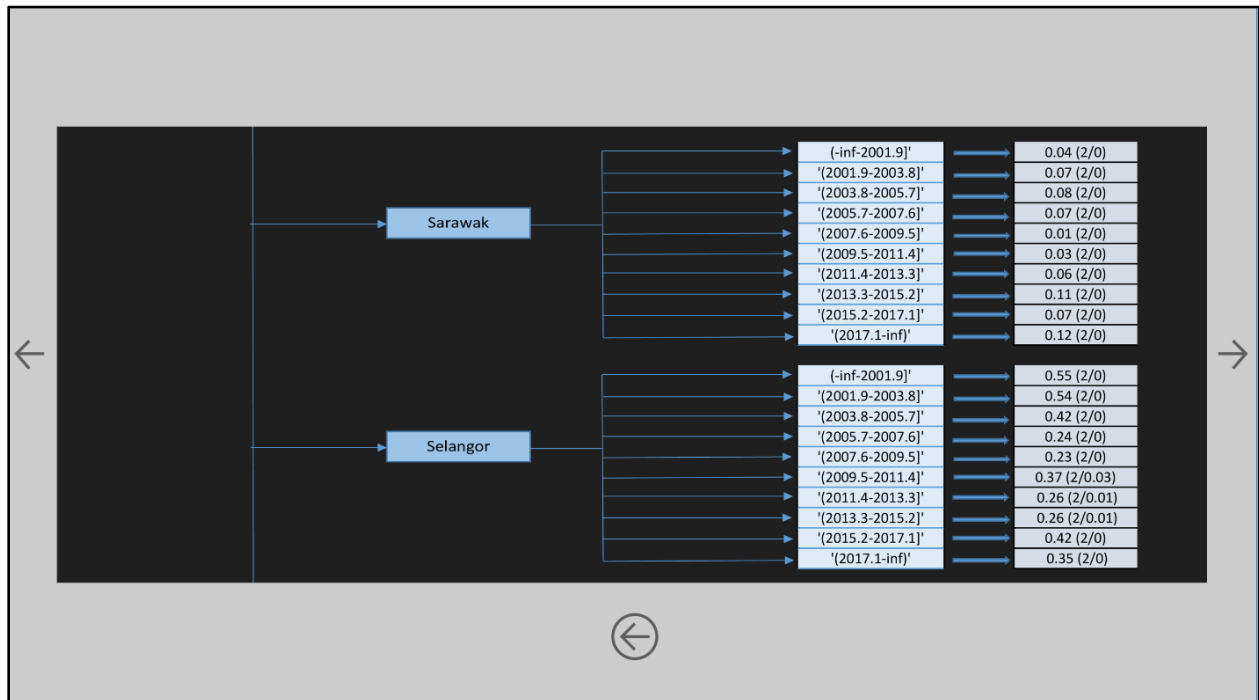 (-inf-2001.9]' 0.04 (2/0)
'(2001.9-2003.8]' 0.07 (2/0)
'(2003.8-2005.7]' 0.08 (2/0)
'(2005.7-2007.6]' 0.07 (2/0)
Sarawak
'(2007.6-2009.5]' 0.01 (2/0)
'(2009.5-2011.4]' 0.03 (2/0)
'(2011.4-2013.3]' 0.06 (2/0)
'(2013.3-2015.2]' 0.11 (2/0)
'(2015.2-2017.1]' 0.07 (2/0)
'(2017.1-inf)' 0.12 (2/0)
(-inf-2001.9]' 0.55 (2/0)
'(2001.9-2003.8]' 0.54 (2/0)
'(2003.8-2005.7]' 0.42 (2/0)
'(2005.7-2007.6]' 0.24 (2/0)
Selangor
'(2007.6-2009.5]' 0.23 (2/0)
'(2009.5-2011.4]' 0.37 (2/0.03)
'(2011.4-2013.3]' 0.26 (2/0.01)
'(2013.3-2015.2]' 0.26 (2/0.01)
'(2015.2-2017.1]' 0.42 (2/0)
'(2017.1-inf)' 0.35 (2/0)